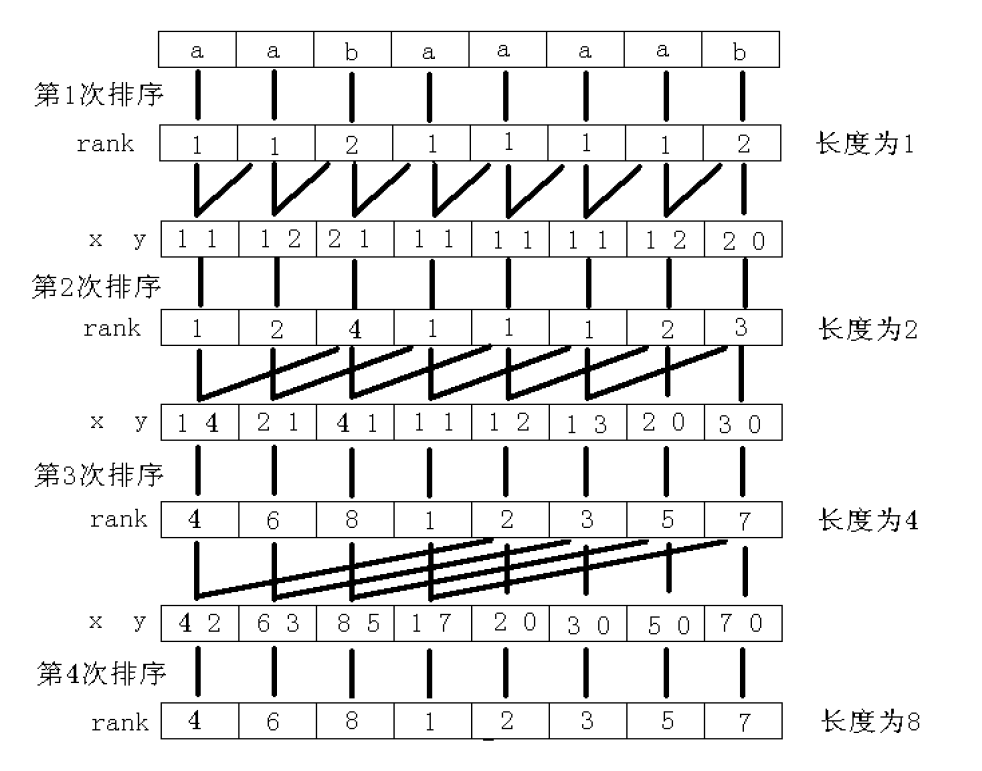 a a b a a a a b
第1次排序
rank 1 1 2 1 1 1 1 2 长度为1
x y 1 1 1 2 2 1 1 1 1 1 1 1 1 2 2 0
第2次排序
rank 1 2 4 1 1 1 2 3 长度为2
x y 1 4 2 1 4 1 1 1 1 2 1 3 2 0 3 0
第3次排序
rank 4 6 8 1 2 3 5 7 长度为4
x y 4 2 6 3 8 5 1 7 2 0 3 0 5 0 7 0
第4次排序
rank 4 6 8 1 2 3 5 7 长度为8